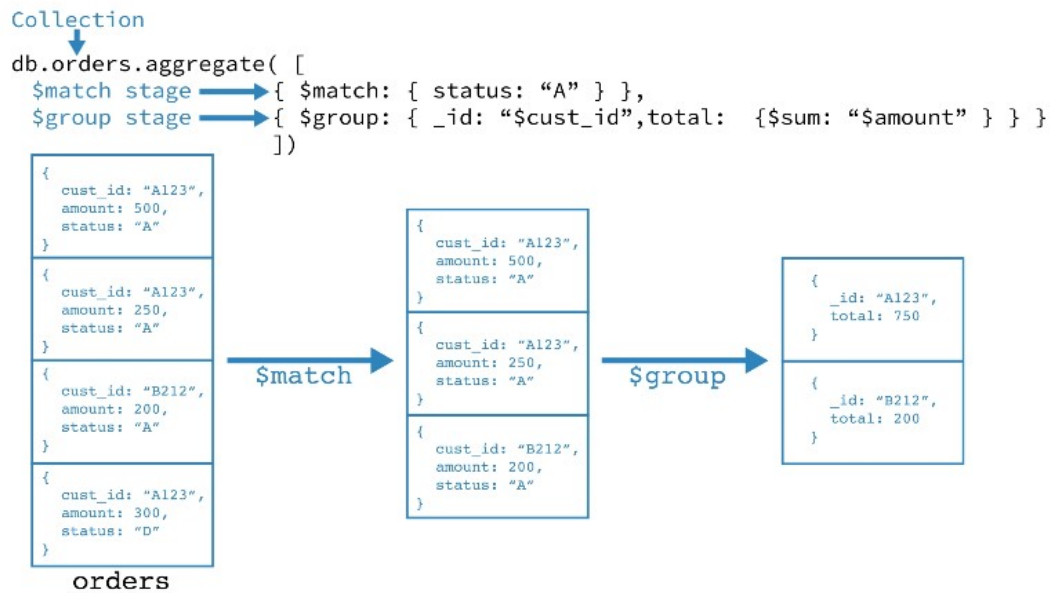 Collection
db.orders.aggregate( [
$match stage { $match: { status: “A” } },
$group stage { $group: { _id: “$cust_id”,total: {$sum: “$amount” } } }
])
{
cust_id: “A123”,
amount: 500,
status: “A”
}
{
cust_id: “A123”,
amount: 250,
status: “A”
}
{
cust_id: “B212”,
amount: 200,
status: “A”
}
{
cust_id: “A123”,
amount: 300,
status: “D”
}
orders
$match
{
cust_id: “A123”,
amount: 500,
status: “A”
}
{
cust_id: “A123”,
amount: 250,
status: “A”
}
{
cust_id: “B212”,
amount: 200,
status: “A”
}
$group
{
_id: “A123”,
total: 750
}
{
_id: “B212”,
total: 200
}